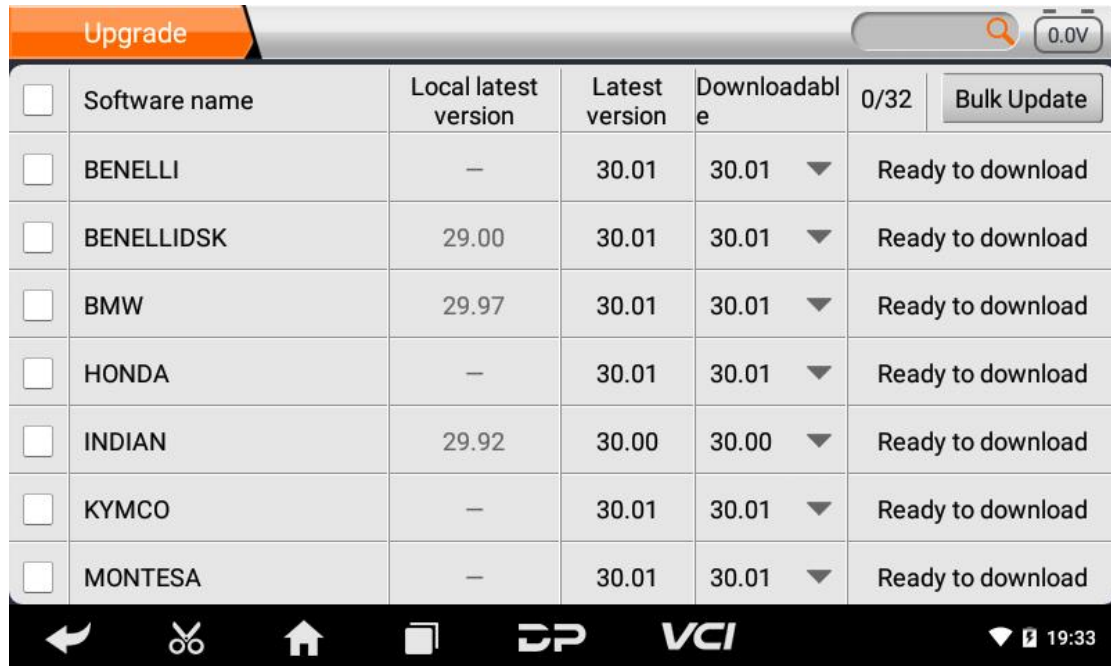 Upgrade
0.0V
Software name
Local latest
version
Latest
version
Downloadabl
e
0/32
Bulk Update
BENELLI — 30.01 30.01 Ready to download
BENELLIDSK 29.00 30.01 30.01 Ready to download
BMW 29.97 30.01 30.01 Ready to download
HONDA — 30.01 30.01 Ready to download
INDIAN 29.92 30.00 30.00 Ready to download
KYMCO — 30.01 30.01 Ready to download
MONTESA — 30.01 30.01 Ready to download
DP VCI 19:33